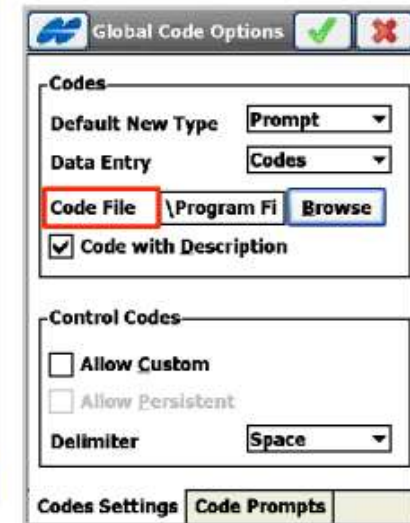 Global Code Options
Codes
Default New Type Prompt
Data Entry Codes
Code File \Program Fi Browse
Code with Description
Control Codes
Allow Custom
Allow Persistent
Delimiter Space
Codes Settings Code Prompts